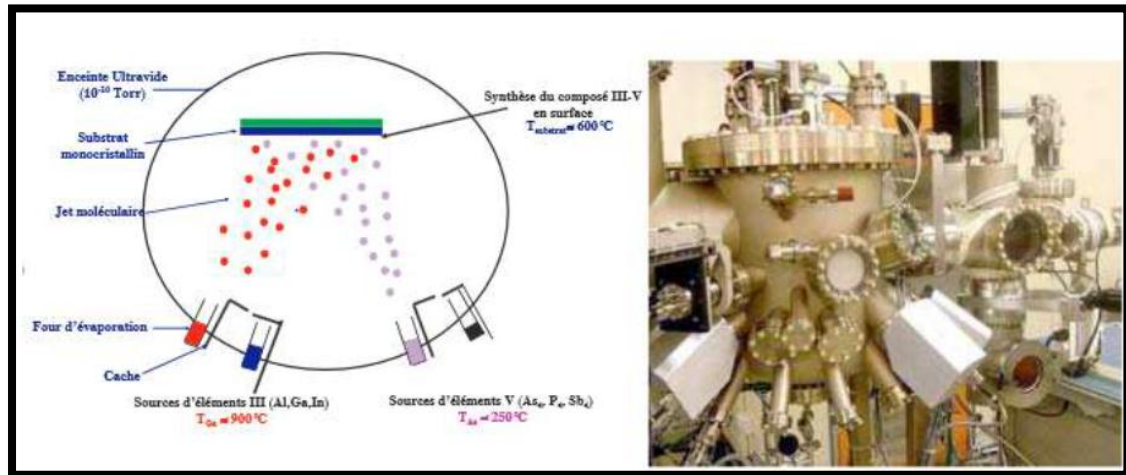 Enceinte Ultravide
(10⁻¹⁰ Torr)
Substrat
monocristallin
Jet moléculaire
Four d’évaporation
Cache
Synthèse du composé III-V
en surface
T_substrat ≈ 600°C
Sources d’éléments III (Al,Ga,In)
T_Ga ≈ 900°C
Sources d’éléments V (As₄, P₄, Sb₄)
T_As ≈ 250°C